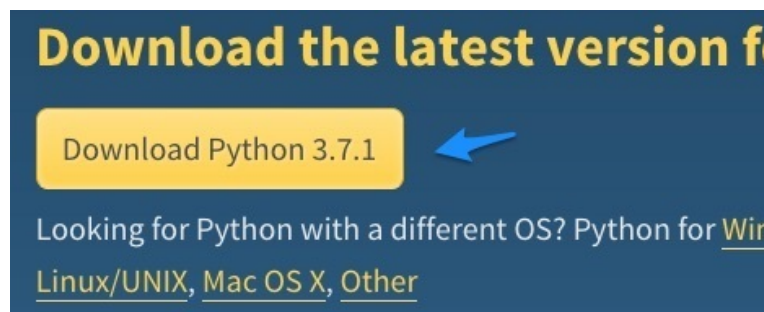 Download the latest version f
Download Python 3.7.1
Looking for Python with a different OS? Python for Wi
Linux/UNIX, Mac OS X, Other